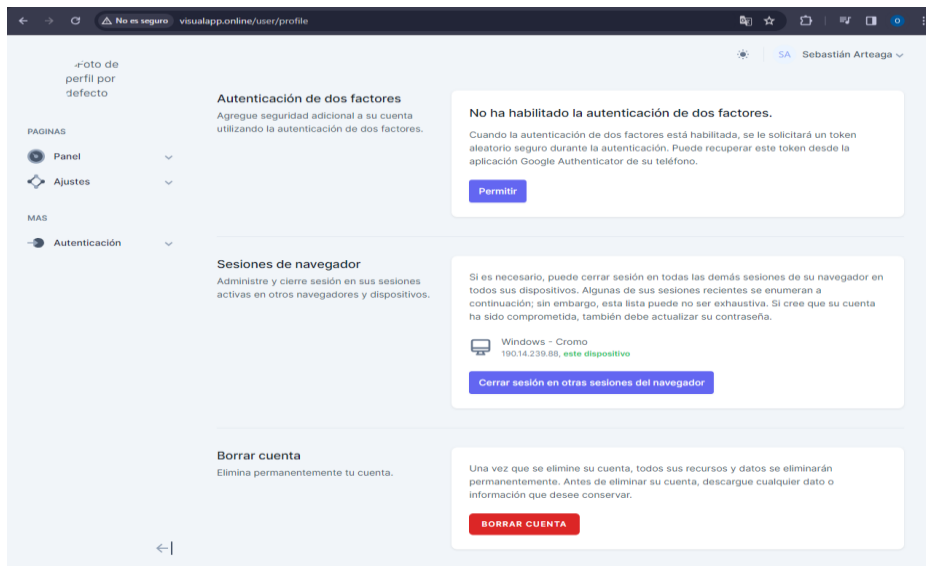 No es seguro visualapp.online/user/profile
O
Foto de
perfil por
defecto
SA Sebastián Arteaga
PAGINAS
Panel
Ajustes
MAS
Autenticación
Autenticación de dos factores
Agregue seguridad adicional a su cuenta
utilizando la autenticación de dos factores.
No ha habilitado la autenticación de dos factores.
Cuando la autenticación de dos factores está habilitada, se le solicitará un token
aleatorio seguro durante la autenticación. Puede recuperar este token desde la
aplicación Google Authenticator de su teléfono.
Permitir
Sesiones de navegador
Administre y cierre sesión en sus sesiones
activas en otros navegadores y dispositivos.
Si es necesario, puede cerrar sesión en todas las demás sesiones de su navegador en
todos sus dispositivos. Algunas de sus sesiones recientes se enumeran a
continuación; sin embargo, esta lista puede no ser exhaustiva. Si cree que su cuenta
ha sido comprometida, también debe actualizar su contraseña.
Windows - Cromo
190.14.239.88, este dispositivo
Cerrar sesión en otras sesiones del navegador
Borrar cuenta
Elimina permanentemente tu cuenta.
Una vez que se elimine su cuenta, todos sus recursos y datos se eliminarán
permanentemente. Antes de eliminar su cuenta, descargue cualquier dato o
información que desee conservar.
BORRAR CUENTA